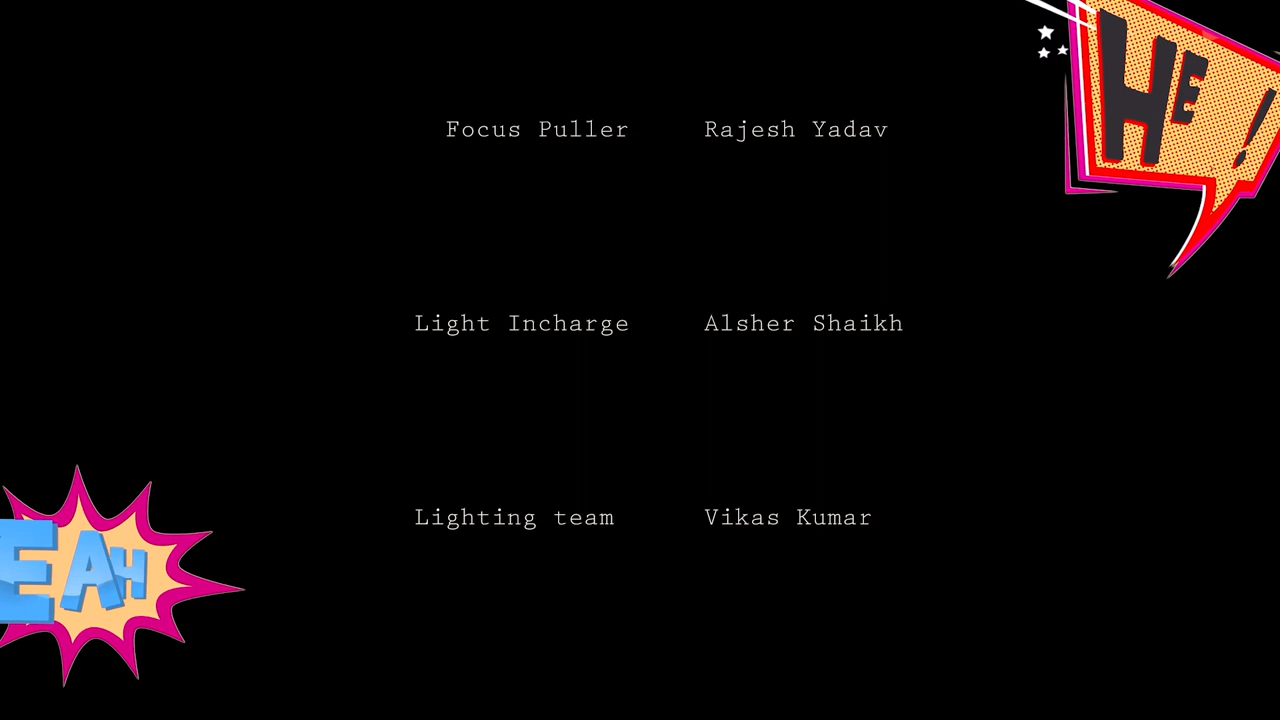 HE !
Focus Puller Rajesh Yadav
Light Incharge Alsher Shaikh
Lighting team Vikas Kumar
EAH